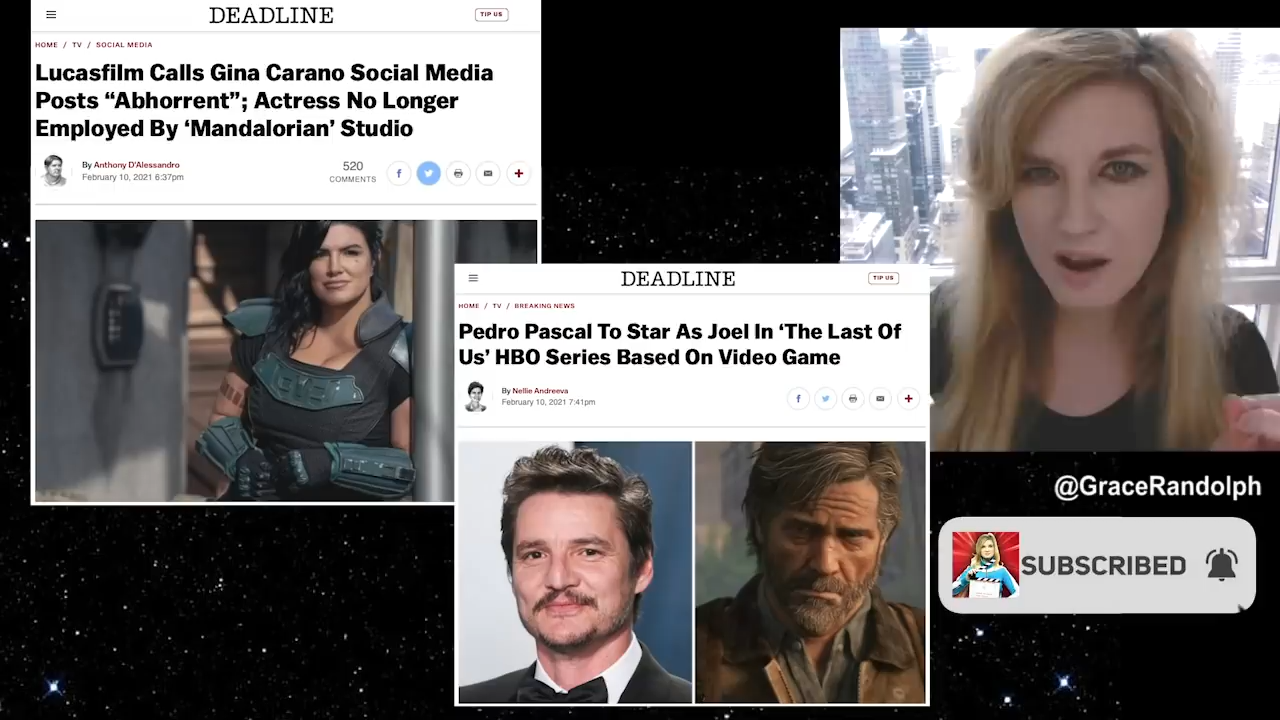 DEADLINE
TIP US
HOME / TV / SOCIAL MEDIA
Lucasfilm Calls Gina Carano Social Media
Posts “Abhorrent”; Actress No Longer
Employed By ‘Mandalorian’ Studio
By Anthony D'Alessandro
February 10, 2021 6:37pm
520
COMMENTS
DEADLINE
TIP US
HOME / TV / BREAKING NEWS
Pedro Pascal To Star As Joel In ‘The Last Of
Us’ HBO Series Based On Video Game
By Nellie Andreeva
February 10, 2021 7:41pm
@GraceRandolph
SUBSCRIBED